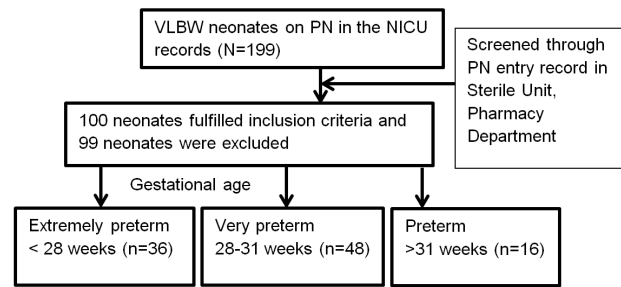 VLBW neonates on PN in the NICU
records (N=199)
Screened through
PN entry record in
Sterile Unit,
Pharmacy
Department
100 neonates fulfilled inclusion criteria and
99 neonates were excluded
Gestational age
Extremely preterm
< 28 weeks (n=36)
Very preterm
28-31 weeks (n=48)
Preterm
>31 weeks (n=16)